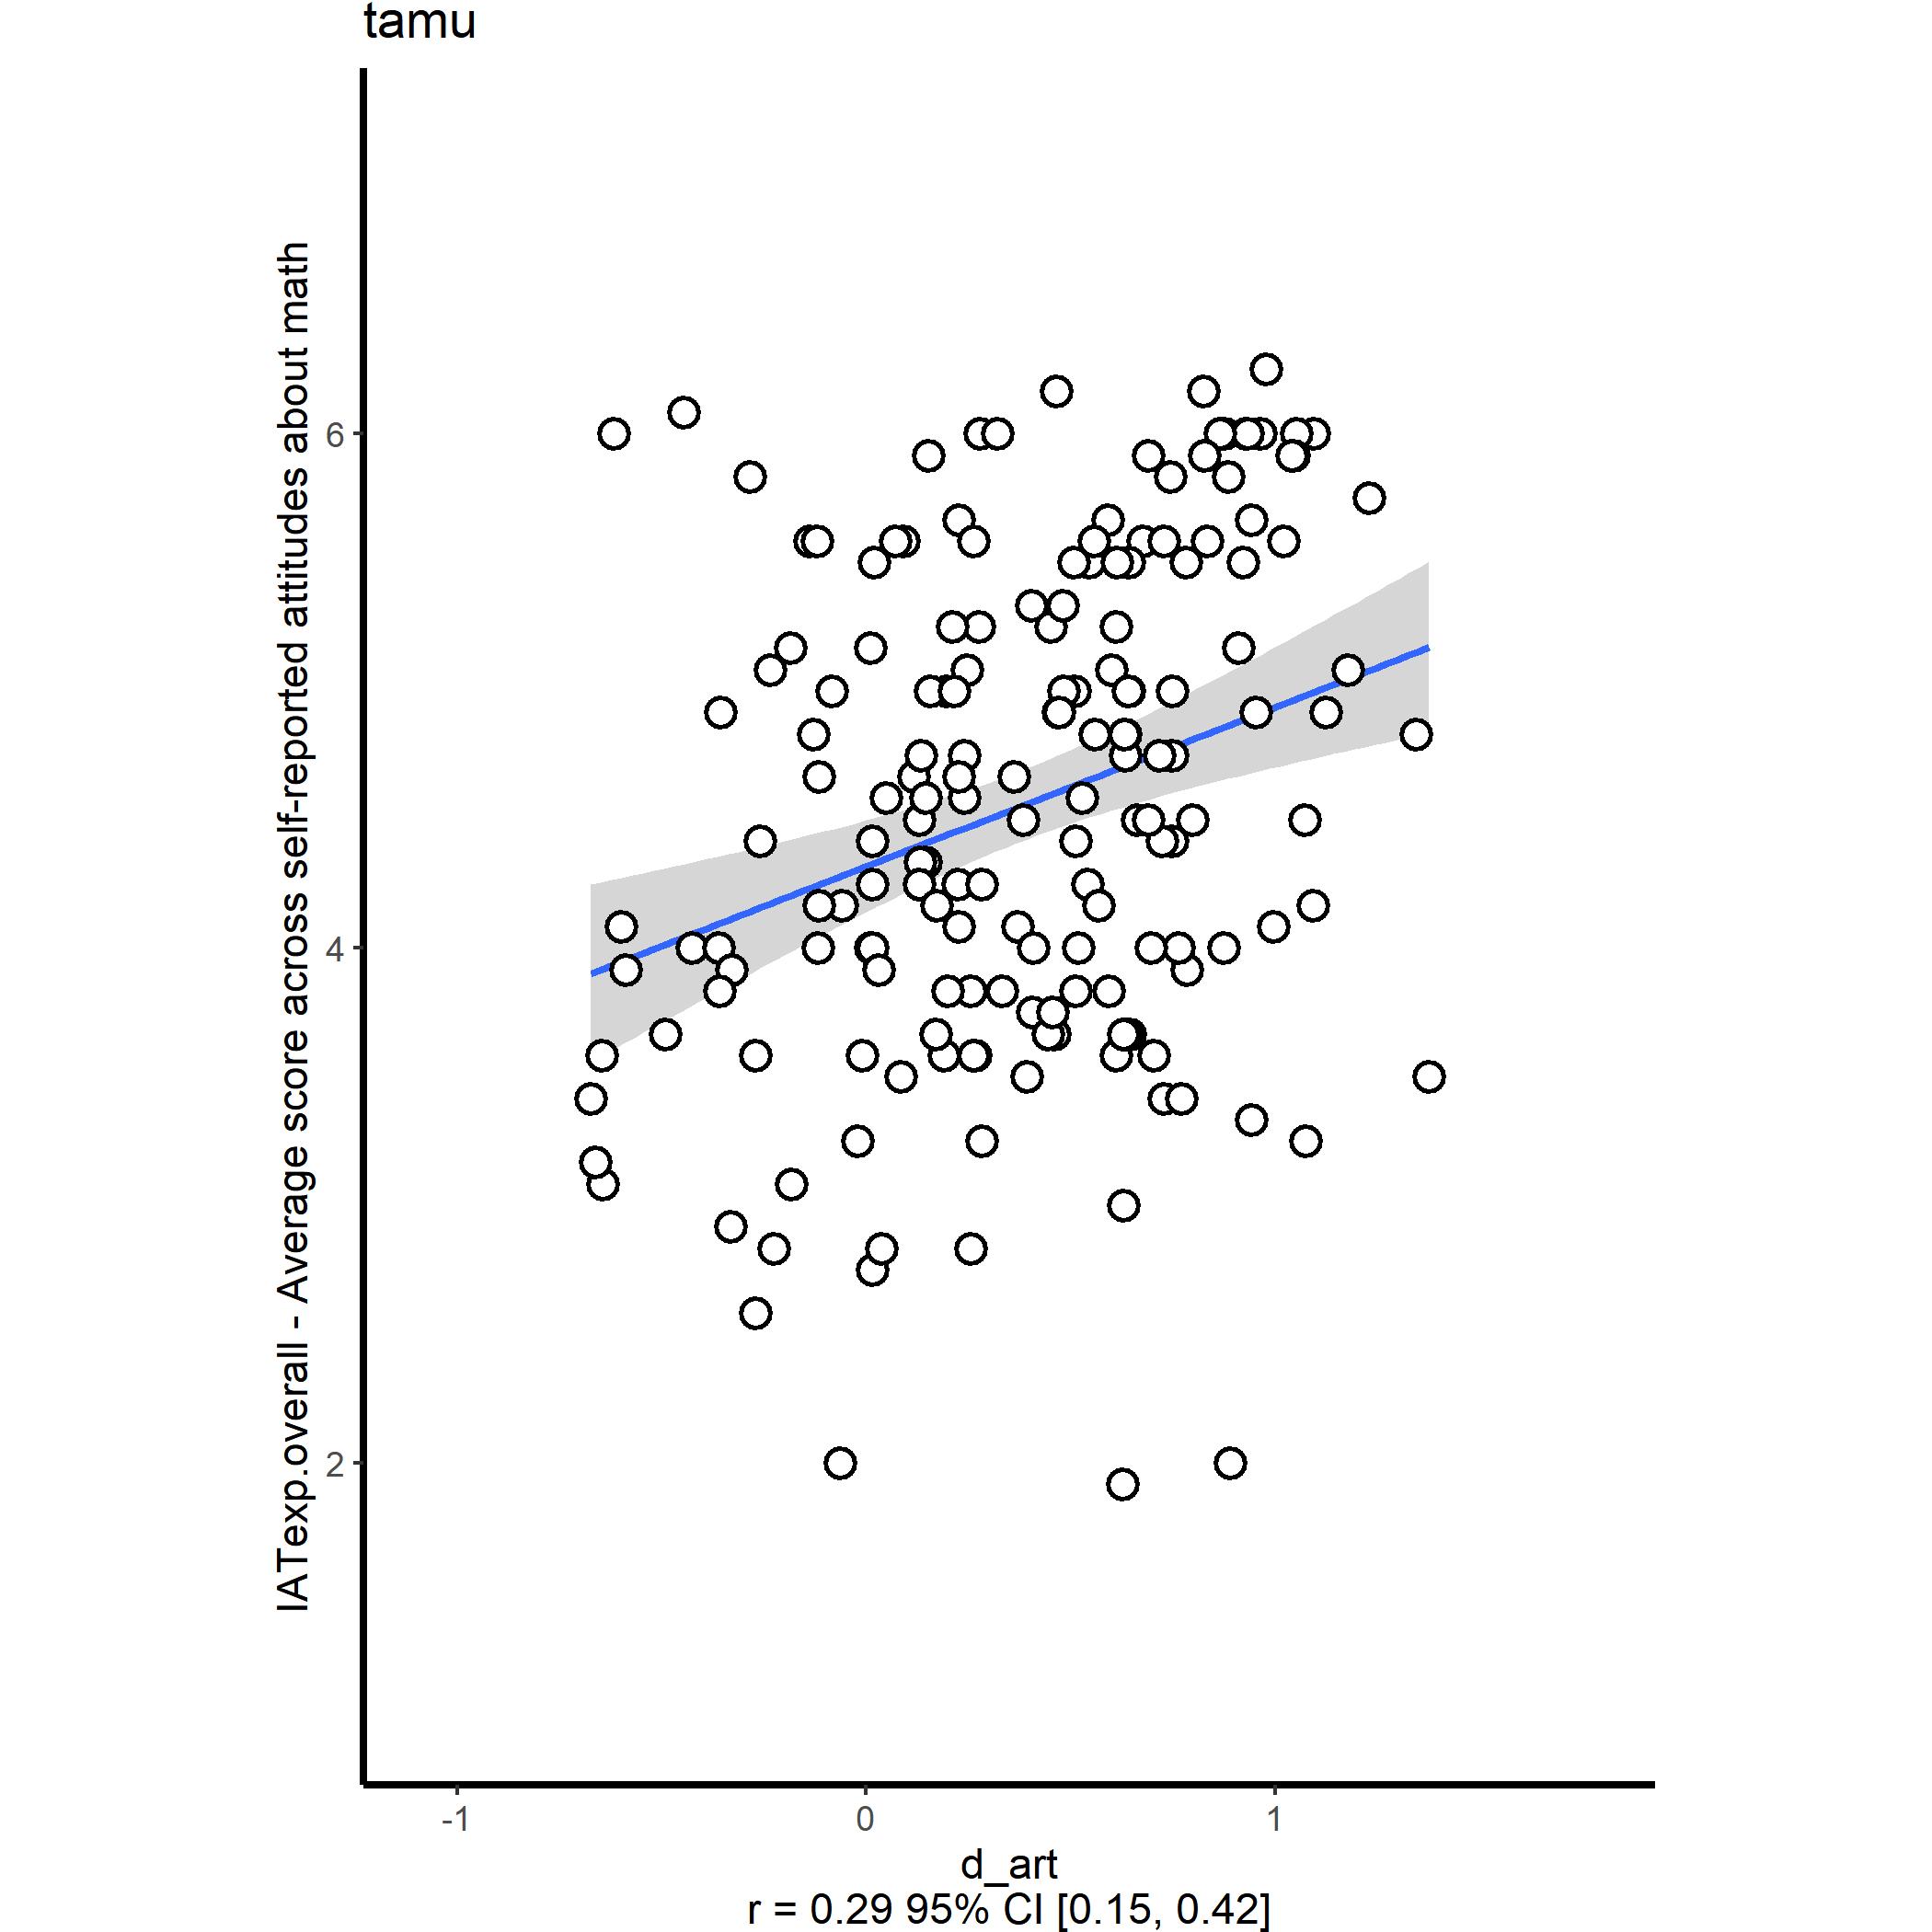 tamu
IATexp.overall - Average score across self-reported attitudes about math
6
4
2
-1
0
1
d_art
r = 0.29 95% CI [0.15, 0.42]